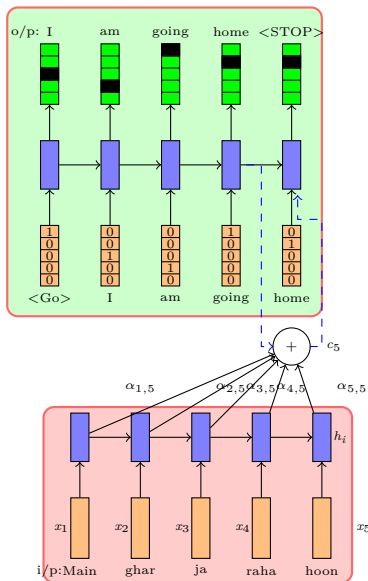 o/p: I am going home <STOP>
1 0 0 1 0
0 0 0 0 1
0 1 0 0 0
0 0 1 0 0
0 0 0 0 0
<Go> I am going home
+ c₅
α₁,₅ α₂,₅ α₃,₅ α₄,₅ α₅,₅
hᵢ
x₁ x₂ x₃ x₄ x₅
i/p: Main ghar ja raha hoon